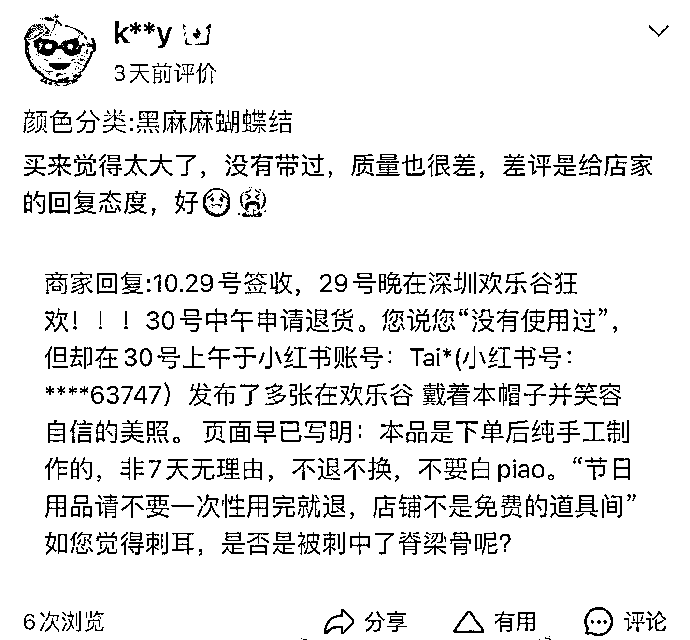 k**y
3天前评价
颜色分类:黑麻麻蝴蝶结
买来觉得太大了，没有带过，质量也很差，差评是给店家
的回复态度，好
商家回复:10.29号签收，29号晚在深圳欢乐谷狂
欢！！！30号中午申请退货。您说您“没有使用过”，
但却在30号上午于小红书账号：Tai*(小红书号：
****63747）发布了多张在欢乐谷 戴着本帽子并笑容
自信的美照。 页面早已写明：本品是下单后纯手工制
作的，非7天无理由，不退不换，不要白piao。“节日
用品请不要一次性用完就退，店铺不是免费的道具间”
如您觉得刺耳，是否是被刺中了脊梁骨呢？
6次浏览
分享
有用
评论